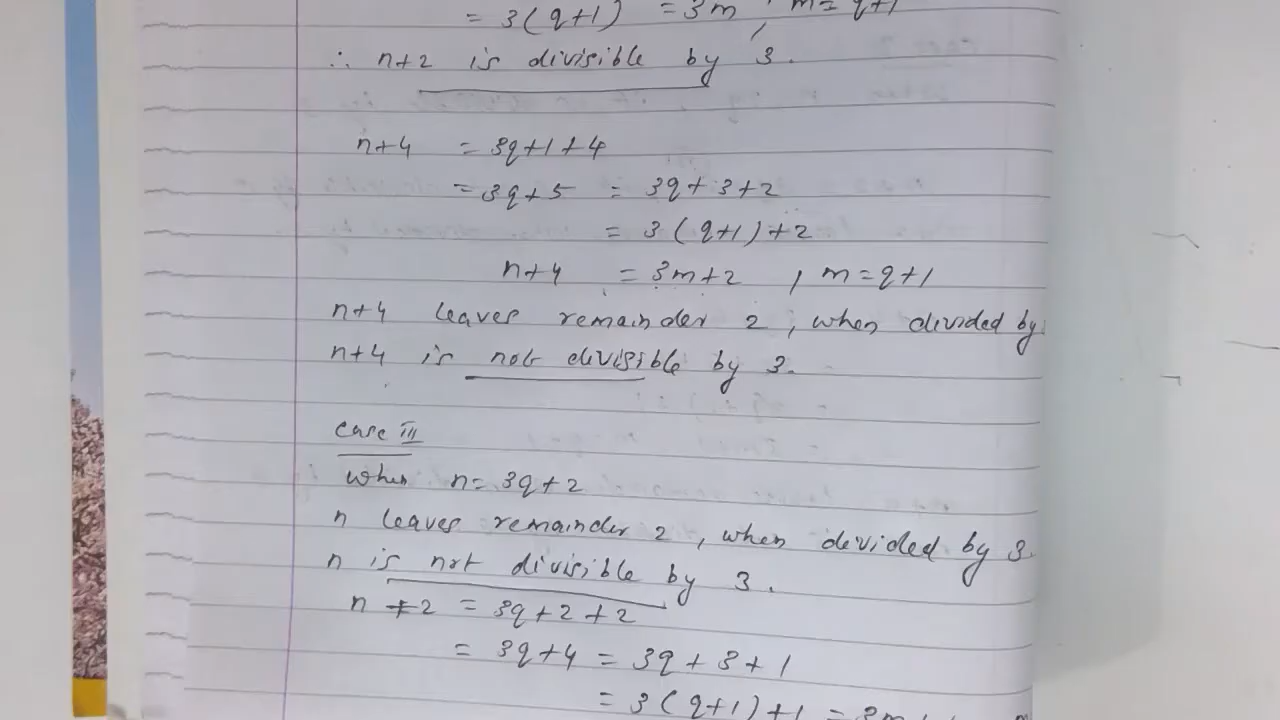 = 3(q+1) = 3m , m = q+1
∴ n+2 is divisible by 3.
n+4 = 3q+1+4
= 3q+5 = 3q+3+2
= 3(q+1)+2
n+4 = 3m+2 , m=q+1
n+4 leaves remainder 2, when divided by
n+4 is not divisible by 3.
Case III
When n= 3q+2
n leaves remainder 2, when devided by 3.
n is not divisible by 3.
n+2 = 3q+2+2
= 3q+4 = 3q+3+1
= 3(q+1)+1 = 3m